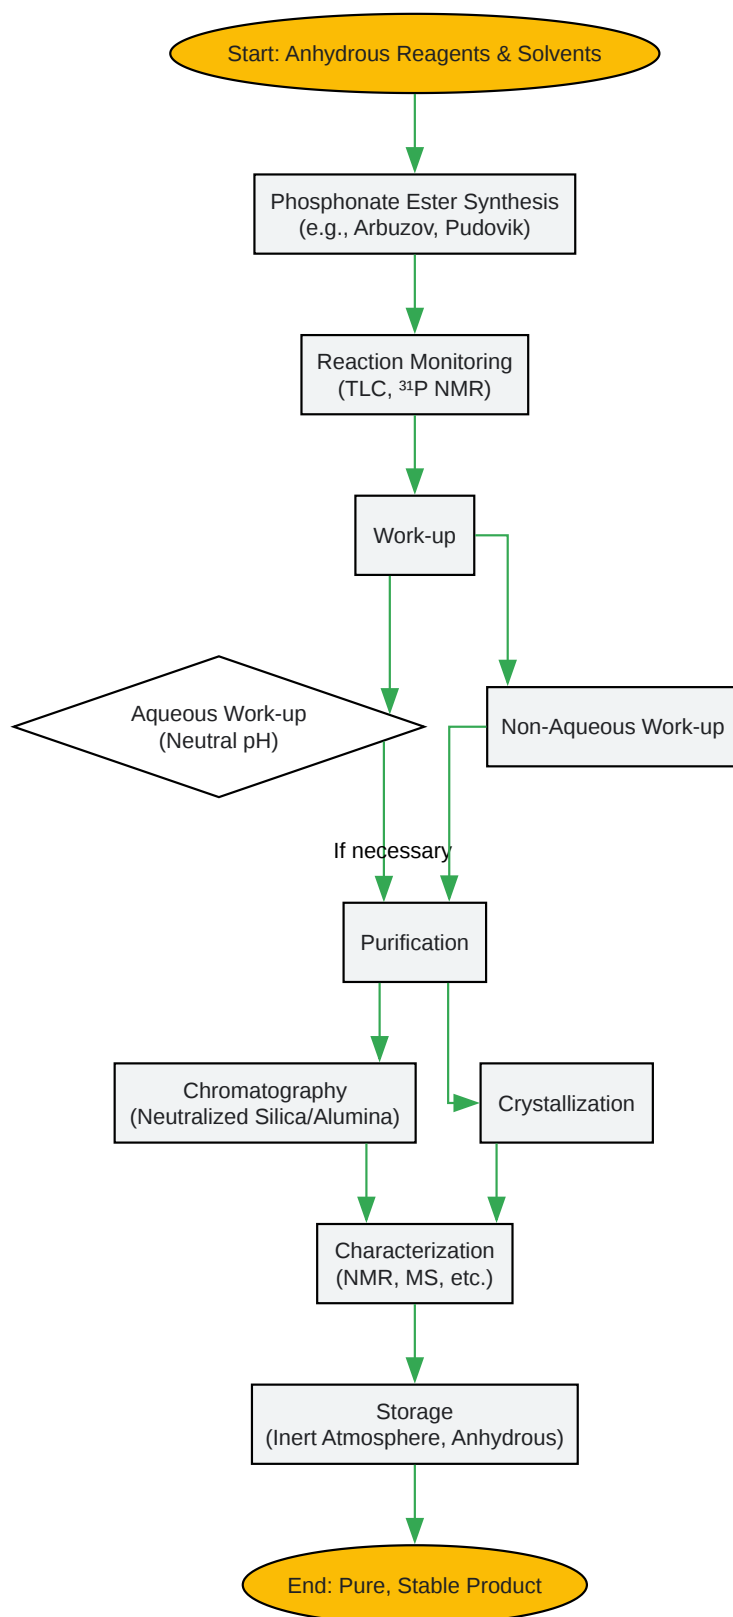 Start: Anhydrous Reagents & Solvents
Phosphonate Ester Synthesis
(e.g., Arbuzov, Pudovik)
Reaction Monitoring
(TLC, ³¹P NMR)
Work-up
Aqueous Work-up
(Neutral pH)
Non-Aqueous Work-up
If necessary
Purification
Chromatography
(Neutralized Silica/Alumina)
Crystallization
Characterization
(NMR, MS, etc.)
Storage
(Inert Atmosphere, Anhydrous)
End: Pure, Stable Product